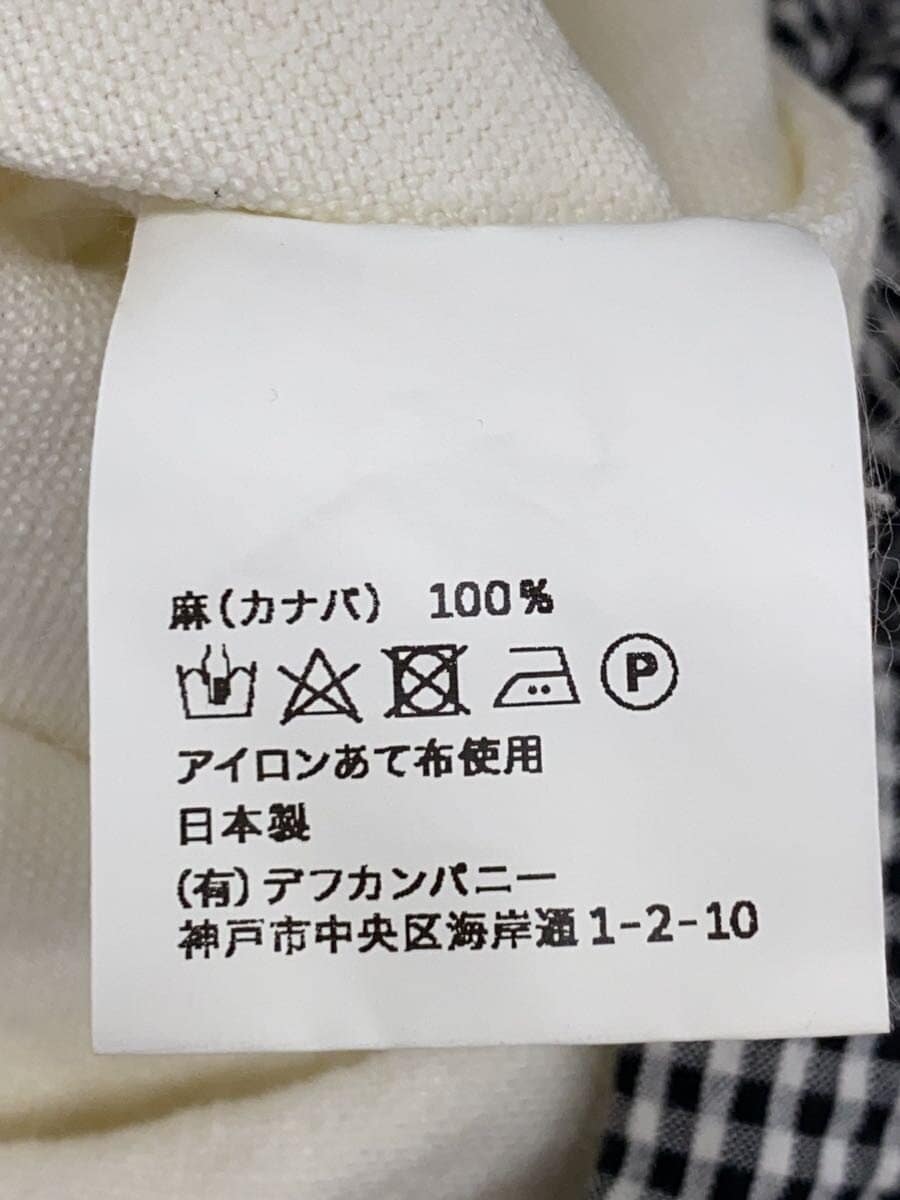 麻(カナパ) 100%
P
アイロンあて布使用
日本製
(有)デフカンパニー
神戸市中央区海岸通1-2-10